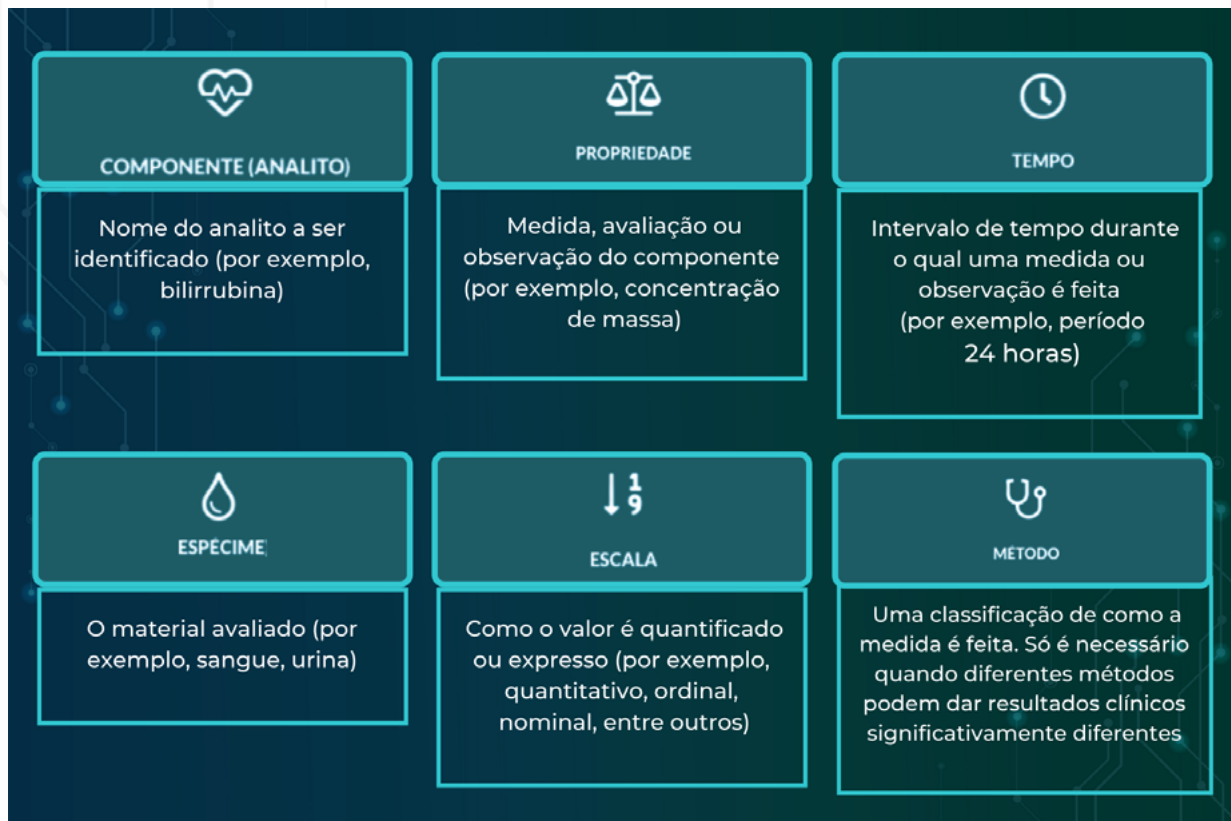 COMPONENTE (ANALITO)
Nome do analito a ser
identificado (por exemplo,
bilirrubina)
PROPRIEDADE
Medida, avaliação ou
observação do componente
(por exemplo, concentração
de massa)
TEMPO
Intervalo de tempo durante
o qual uma medida ou
observação é feita
(por exemplo, período
24 horas)
ESPÉCIME
O material avaliado (por
exemplo, sangue, urina)
1
9
ESCALA
Como o valor é quantificado
ou expresso (por exemplo,
quantitativo, ordinal,
nominal, entre outros)
MÉTODO
Uma classificação de como a
medida é feita. Só é necessário
quando diferentes métodos
podem dar resultados clínicos
significativamente diferentes